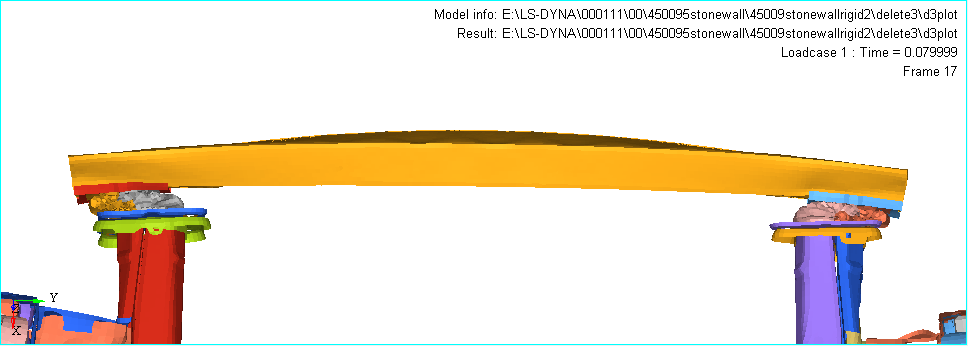 Model info: E:\LS-DYNA\000111\00\450095stonewall\45009stonewallrigid2\delete3\d3plot
Result: E:\LS-DYNA\000111\00\450095stonewall\45009stonewallrigid2\delete3\d3plot
Loadcase 1 : Time = 0.079999
Frame 17
Y
X